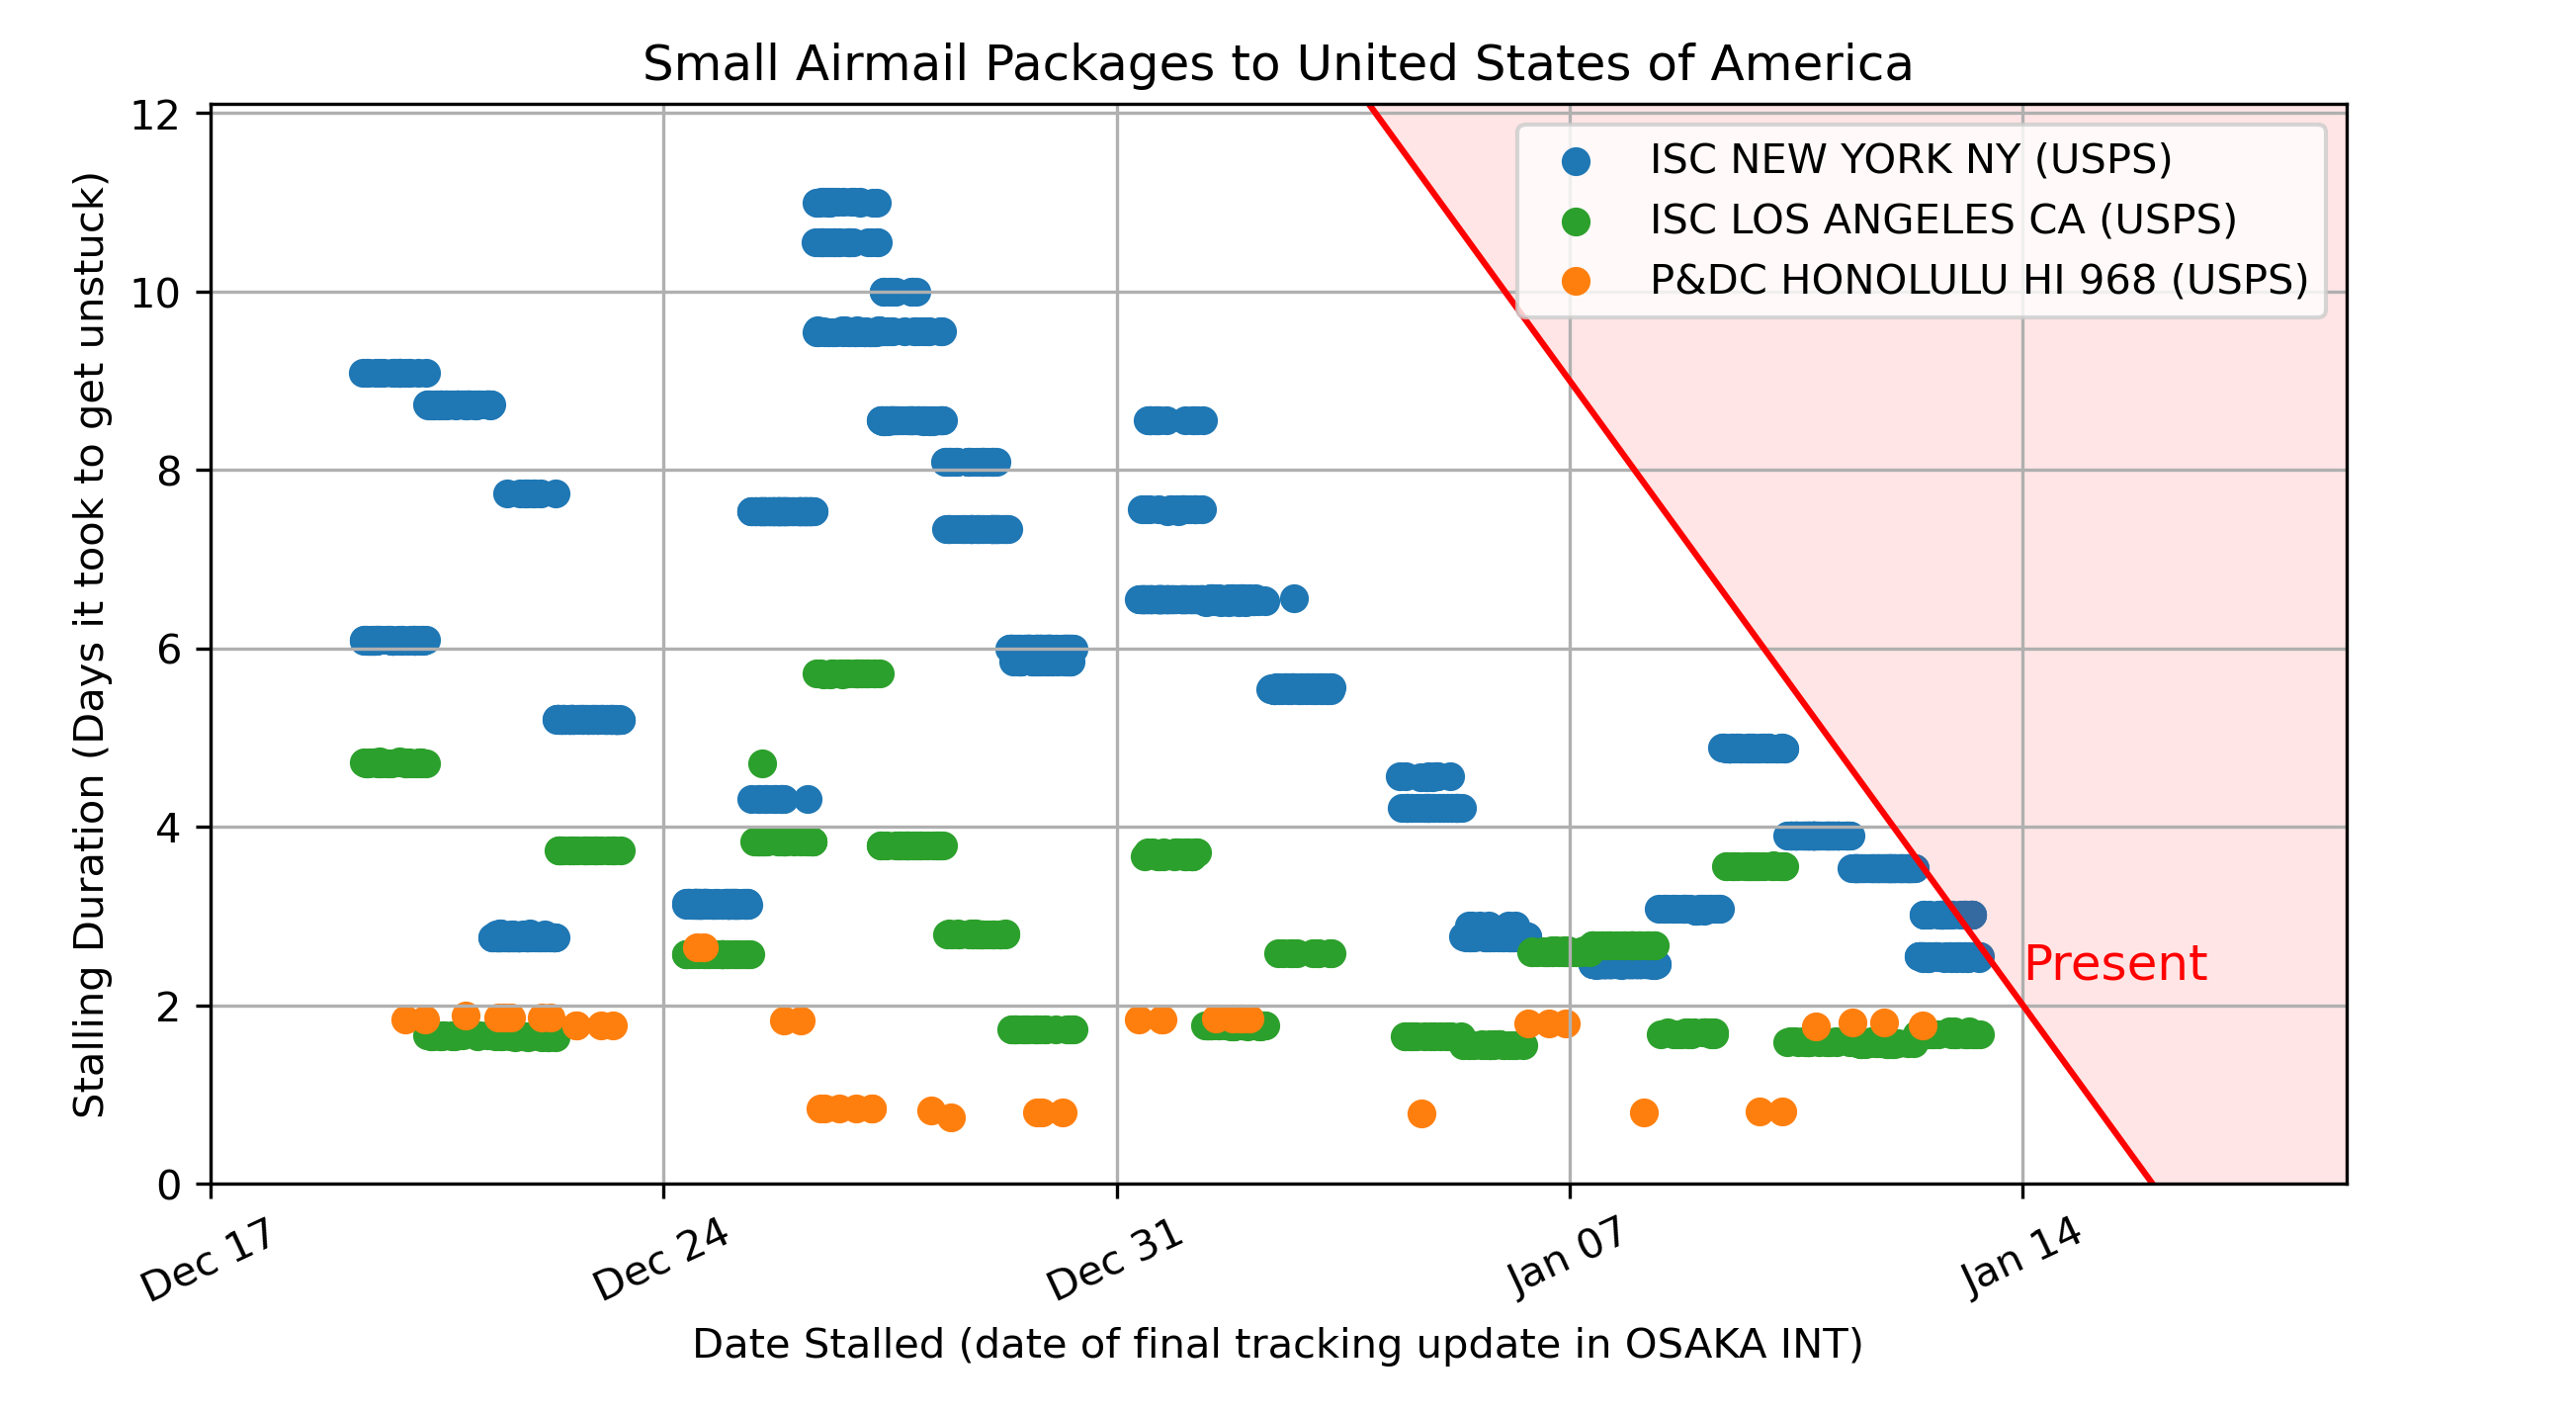 Small Airmail Packages to United States of America
Stalling Duration (Days it took to get unstuck)
12
10
8
6
4
2
0
ISC NEW YORK NY (USPS)
ISC LOS ANGELES CA (USPS)
P&DC HONOLULU HI 968 (USPS)
Present
Dec 17
Dec 24
Dec 31
Jan 07
Jan 14
Date Stalled (date of final tracking update in OSAKA INT)